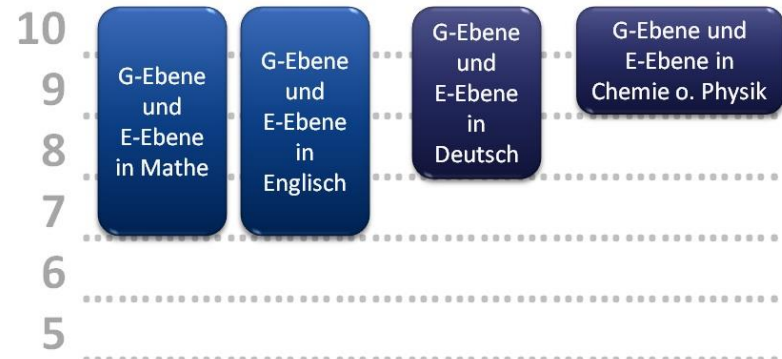 10
9
8
7
6
5
G-Ebene
und
E-Ebene
in Mathe
G-Ebene
und
E-Ebene
in
Englisch
G-Ebene
und
E-Ebene
in
Deutsch
G-Ebene und
E-Ebene in
Chemie o. Physik